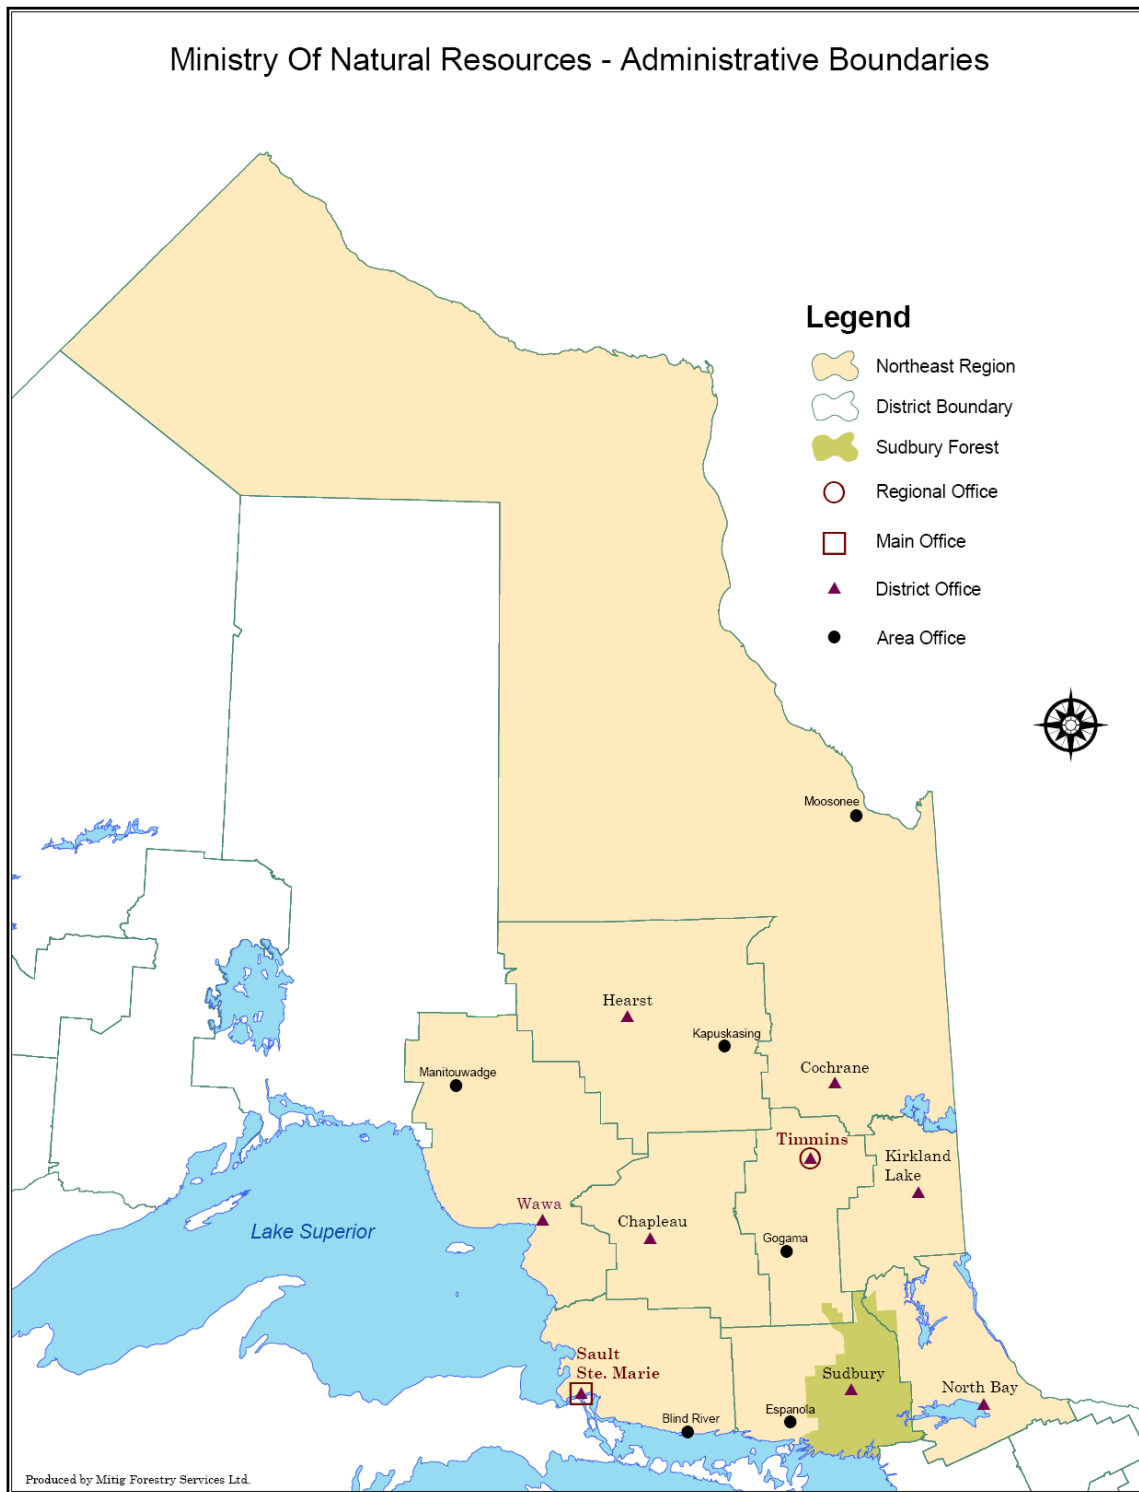 Ministry Of Natural Resources - Administrative Boundaries
Legend
Northeast Region
District Boundary
Sudbury Forest
Regional Office
Main Office
District Office
Area Office
Moosonee
Hearst
Kapuskasing
Cochrane
Manitouwadge
Timmins
Kirkland
Lake
Wawa
Chapleau
Lake Superior
Gogama
Sault
Ste. Marie
Sudbury
North Bay
Espanola
Blind River
Produced by Mitig Forestry Services Ltd.